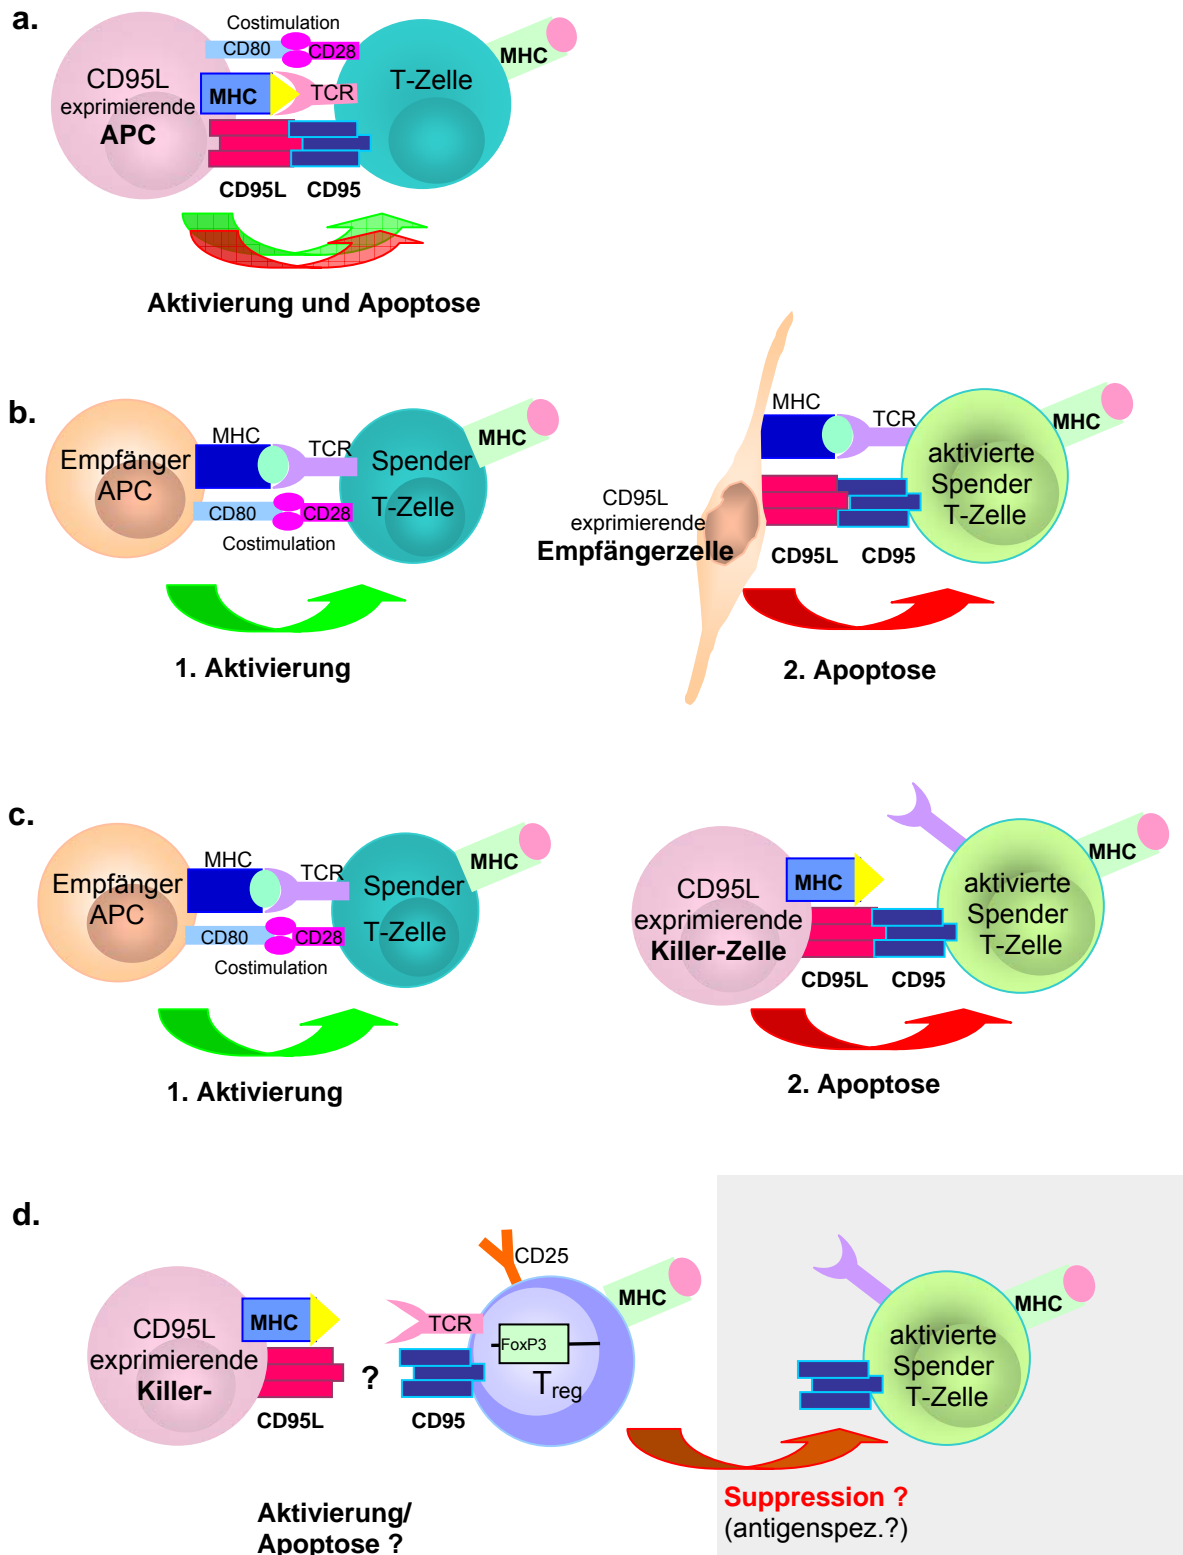 a.
Costimulation
CD80
CD28
CD95L
exprimierende
APC
MHC
TCR
T-Zelle
MHC
CD95L
CD95
Aktivierung und Apoptose
b.
Empfänger
APC
MHC
TCR
CD80
CD28
Costimulation
Spender
T-Zelle
MHC
1. Aktivierung
CD95L
exprimierende
Empfängerzelle
MHC
TCR
CD95L
CD95
aktivierte
Spender
T-Zelle
MHC
2. Apoptose
c.
Empfänger
APC
MHC
TCR
CD80
CD28
Costimulation
Spender
T-Zelle
MHC
1. Aktivierung
CD95L
exprimierende
Killer-Zelle
MHC
CD95L
CD95
aktivierte
Spender
T-Zelle
MHC
2. Apoptose
d.
CD95L
exprimierende
Killer-
MHC
CD95L
?
CD25
TCR
CD95
FoxP3
Treg
MHC
aktivierte
Spender
T-Zelle
MHC
Aktivierung/
Apoptose ?
Suppression ?
(antigenspez.?)